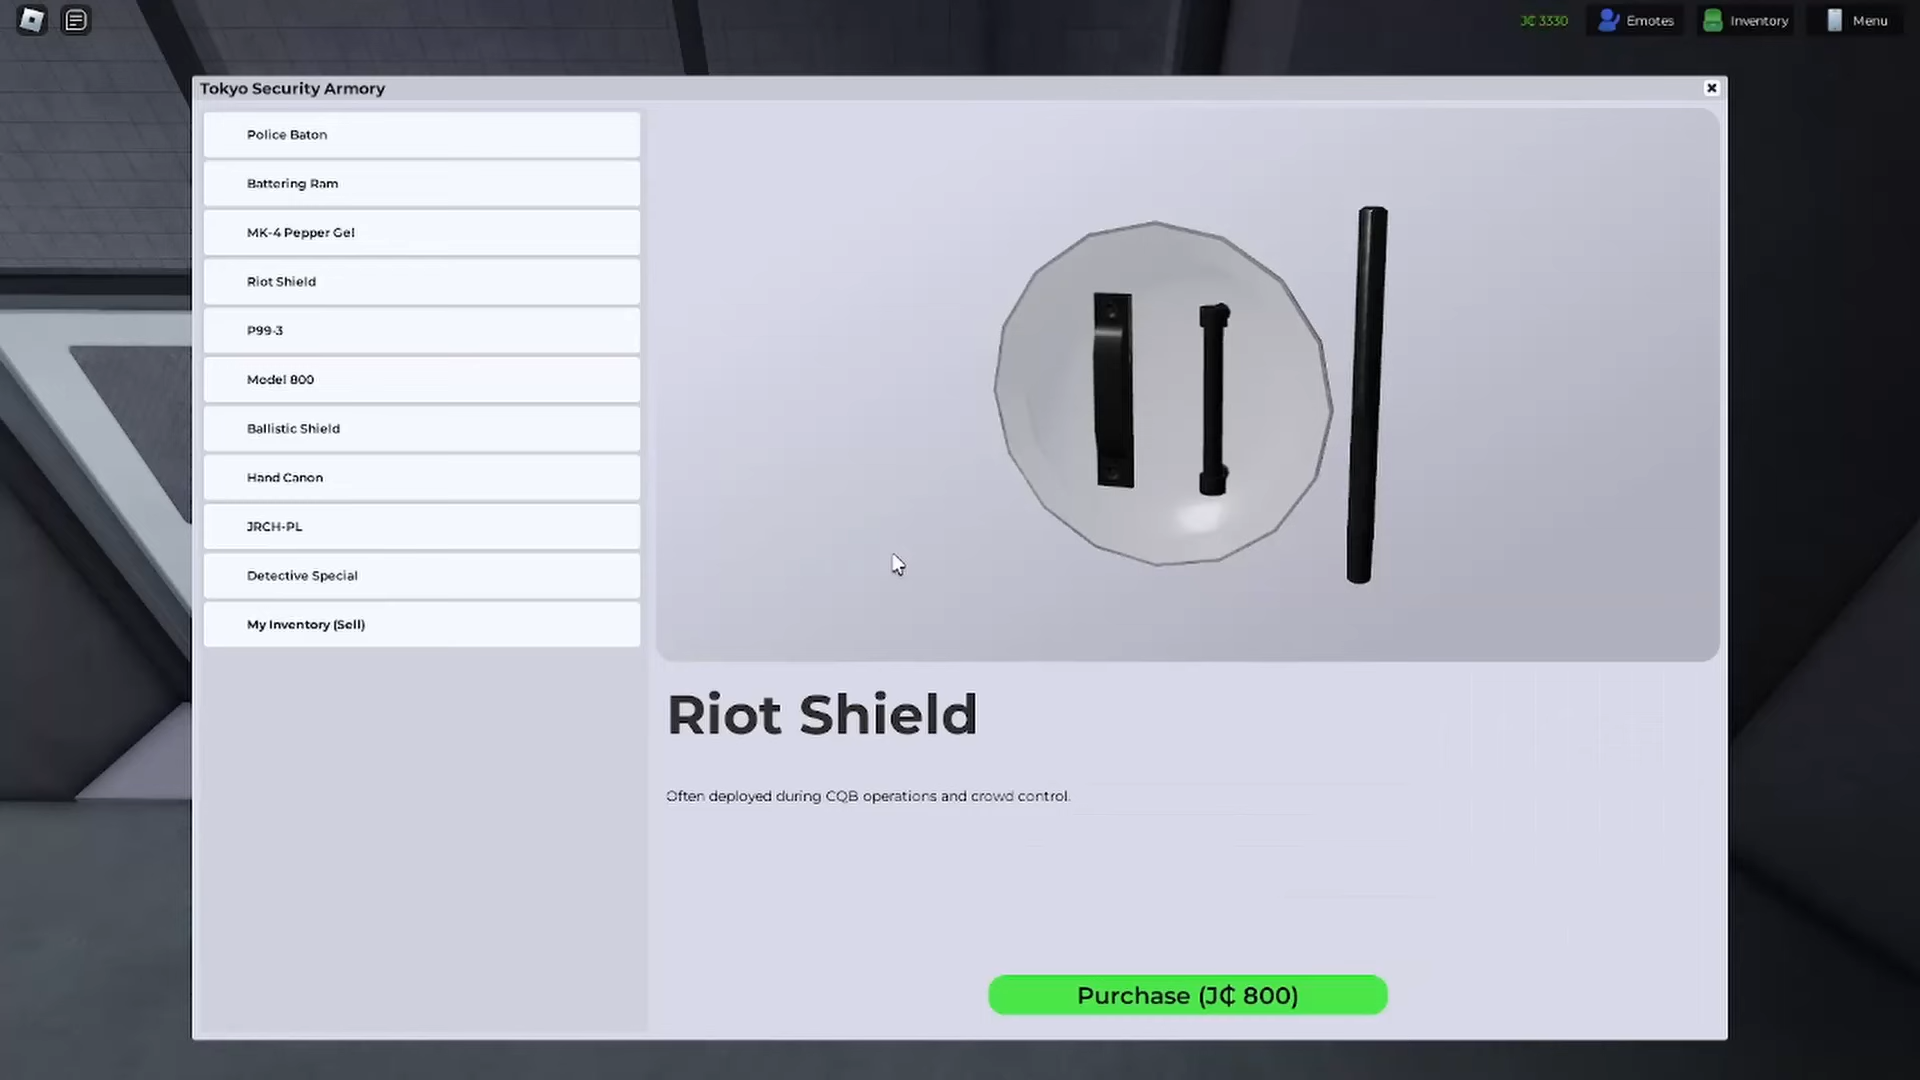 J₵ 3330
Emotes
Inventory
Menu
Tokyo Security Armory
Police Baton
Battering Ram
MK-4 Pepper Gel
Riot Shield
P99-3
Model 800
Ballistic Shield
Hand Canon
JRCH-PL
Detective Special
My Inventory (Sell)
Riot Shield
Often deployed during CQB operations and crowd control.
Purchase (J₵ 800)